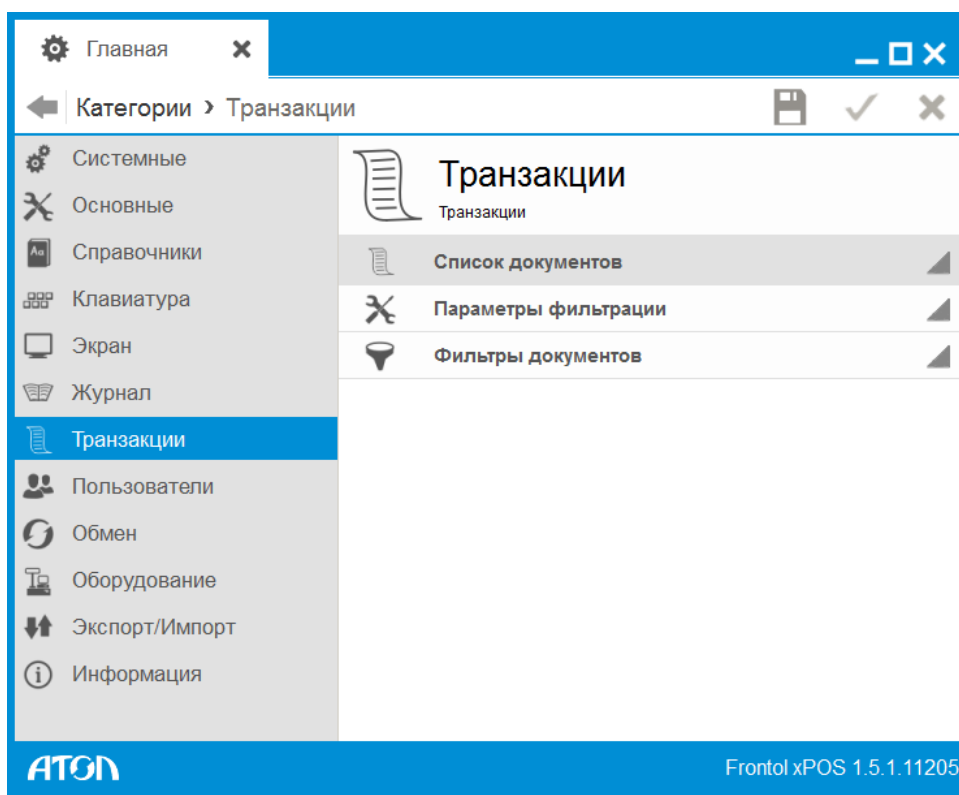 Главная
Категории › Транзакции
Системные
Основные
Справочники
Клавиатура
Экран
Журнал
Транзакции
Пользователи
Обмен
Оборудование
Экспорт/Импорт
Информация
Транзакции
Транзакции
Список документов
Параметры фильтрации
Фильтры документов
АТОЛ
Frontol xPOS 1.5.1.11205